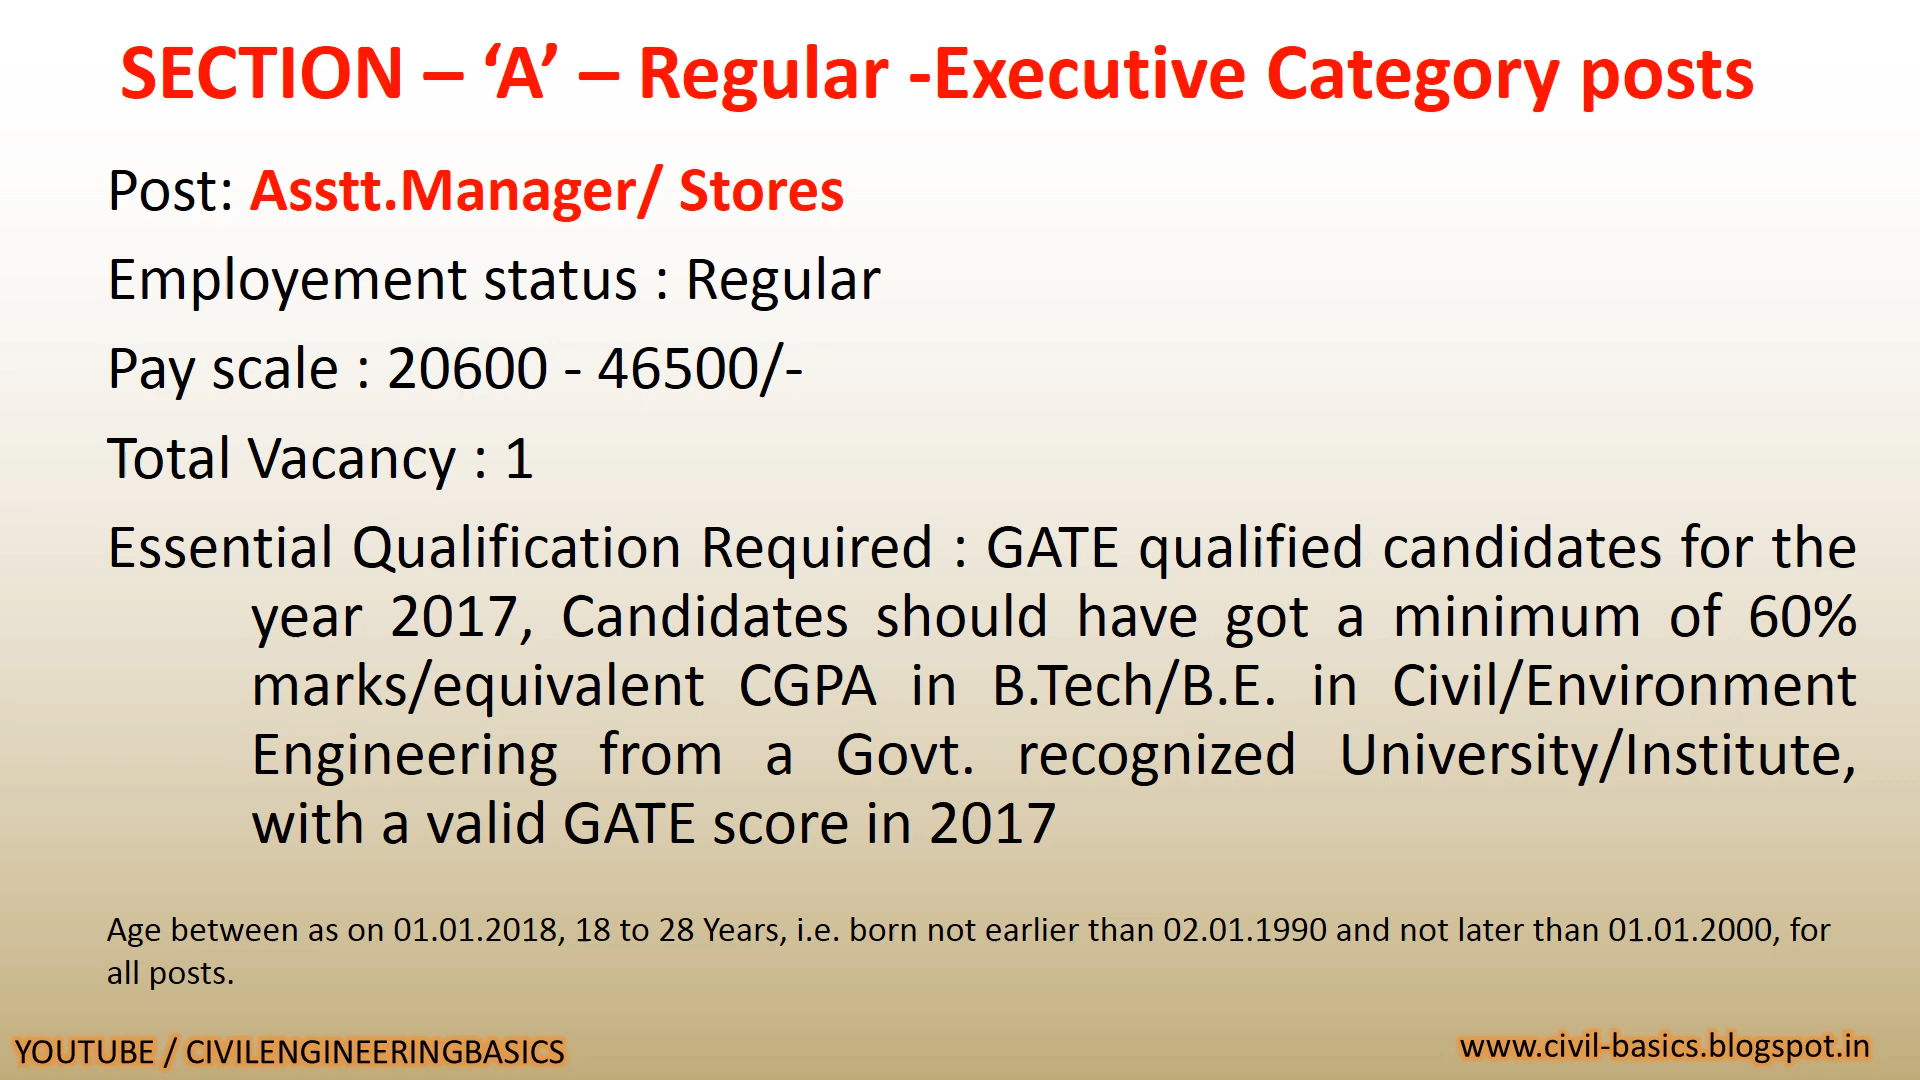 SECTION – ‘A’ – Regular -Executive Category posts
Post: Asstt.Manager/ Stores
Employement status : Regular
Pay scale : 20600 - 46500/-
Total Vacancy : 1
Essential Qualification Required : GATE qualified candidates for the
year 2017, Candidates should have got a minimum of 60%
marks/equivalent CGPA in B.Tech/B.E. in Civil/Environment
Engineering from a Govt. recognized University/Institute,
with a valid GATE score in 2017
Age between as on 01.01.2018, 18 to 28 Years, i.e. born not earlier than 02.01.1990 and not later than 01.01.2000, for
all posts.
YOUTUBE / CIVILENGINEERINGBASICS
www.civil-basics.blogspot.in